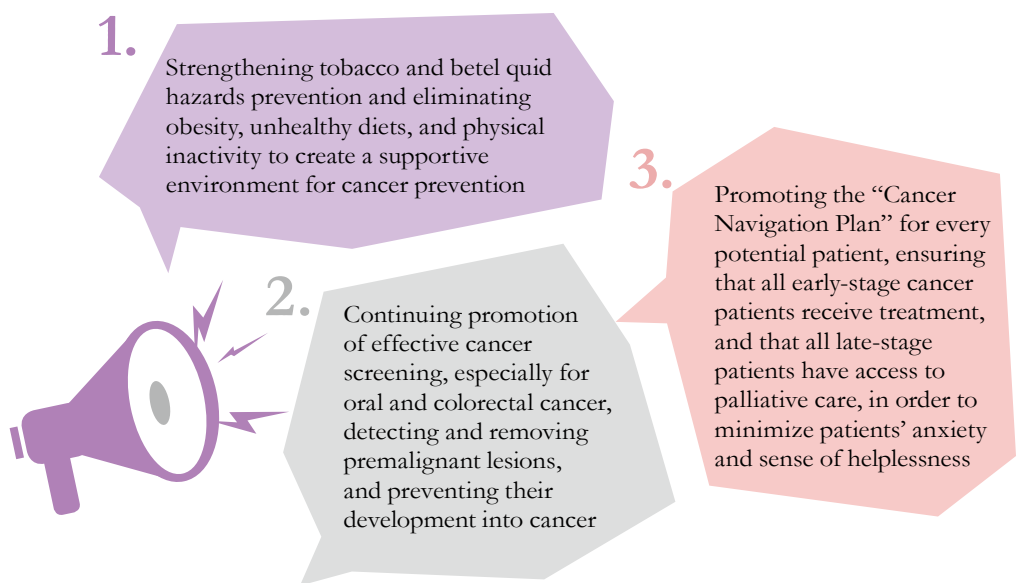 1.
Strengthening tobacco and betel quid
hazards prevention and eliminating
obesity, unhealthy diets, and physical
inactivity to create a supportive
environment for cancer prevention
2.
Continuing promotion
of effective cancer
screening, especially for
oral and colorectal cancer,
detecting and removing
premalignant lesions,
and preventing their
development into cancer
3.
Promoting the “Cancer
Navigation Plan” for every
potential patient, ensuring
that all early-stage cancer
patients receive treatment,
and that all late-stage
patients have access to
palliative care, in order to
minimize patients’ anxiety
and sense of helplessness